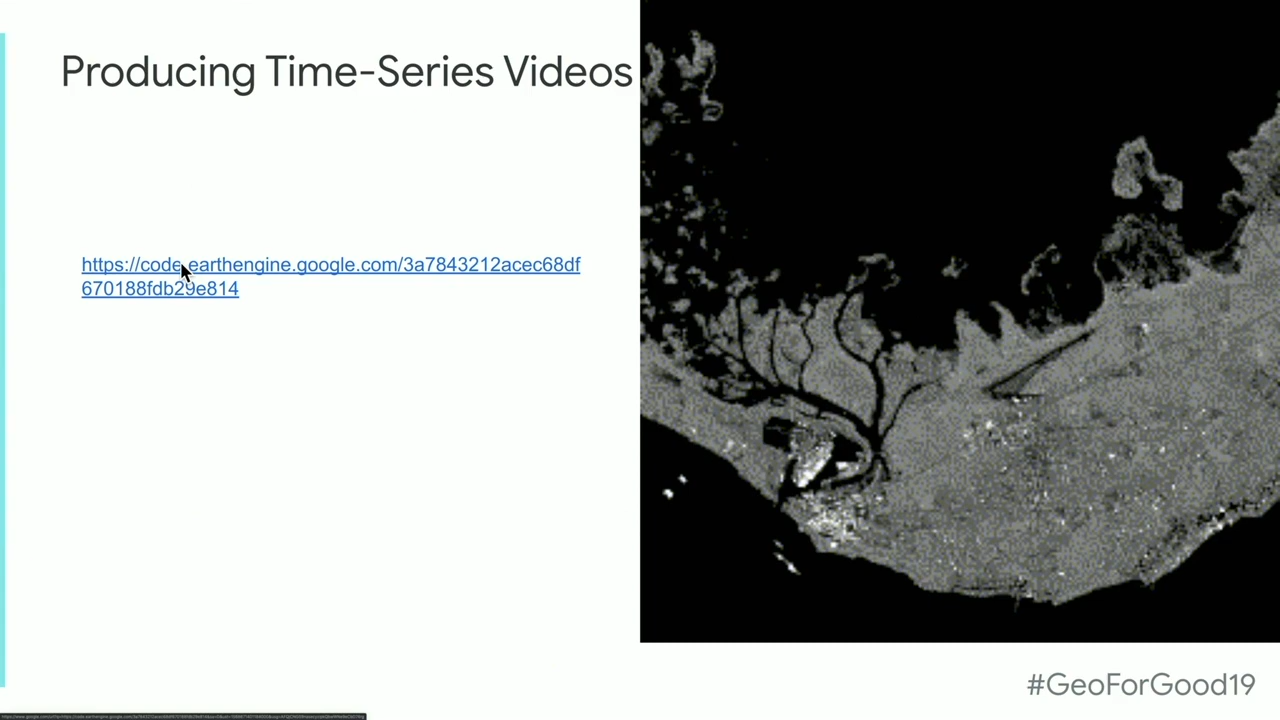 Producing Time-Series Videos
https://code.earthengine.google.com/3a7843212acec68df
670188fdb29e814
#GeoForGood19